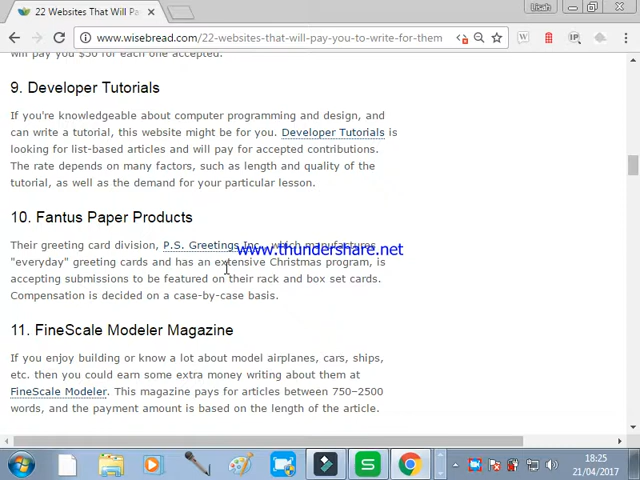 22 Websites That Will Pa
Lisah
www.wisebread.com/22-websites-that-will-pay-you-to-write-for-them
will pay you $50 for each one accepted.
9. Developer Tutorials
If you're knowledgeable about computer programming and design, and
can write a tutorial, this website might be for you. Developer Tutorials is
looking for list-based articles and will pay for accepted contributions.
The rate depends on many factors, such as length and quality of the
tutorial, as well as the demand for your particular lesson.
10. Fantus Paper Products
Their greeting card division, P.S. Greetings Inc., which manufactures
www.thundershare.net
"everyday" greeting cards and has an extensive Christmas program, is
accepting submissions to be featured on their rack and box set cards.
Compensation is decided on a case-by-case basis.
11. FineScale Modeler Magazine
If you enjoy building or know a lot about model airplanes, cars, ships,
etc. then you could earn some extra money writing about them at
FineScale Modeler. This magazine pays for articles between 750–2500
words, and the payment amount is based on the length of the article.
18:25
21/04/2017